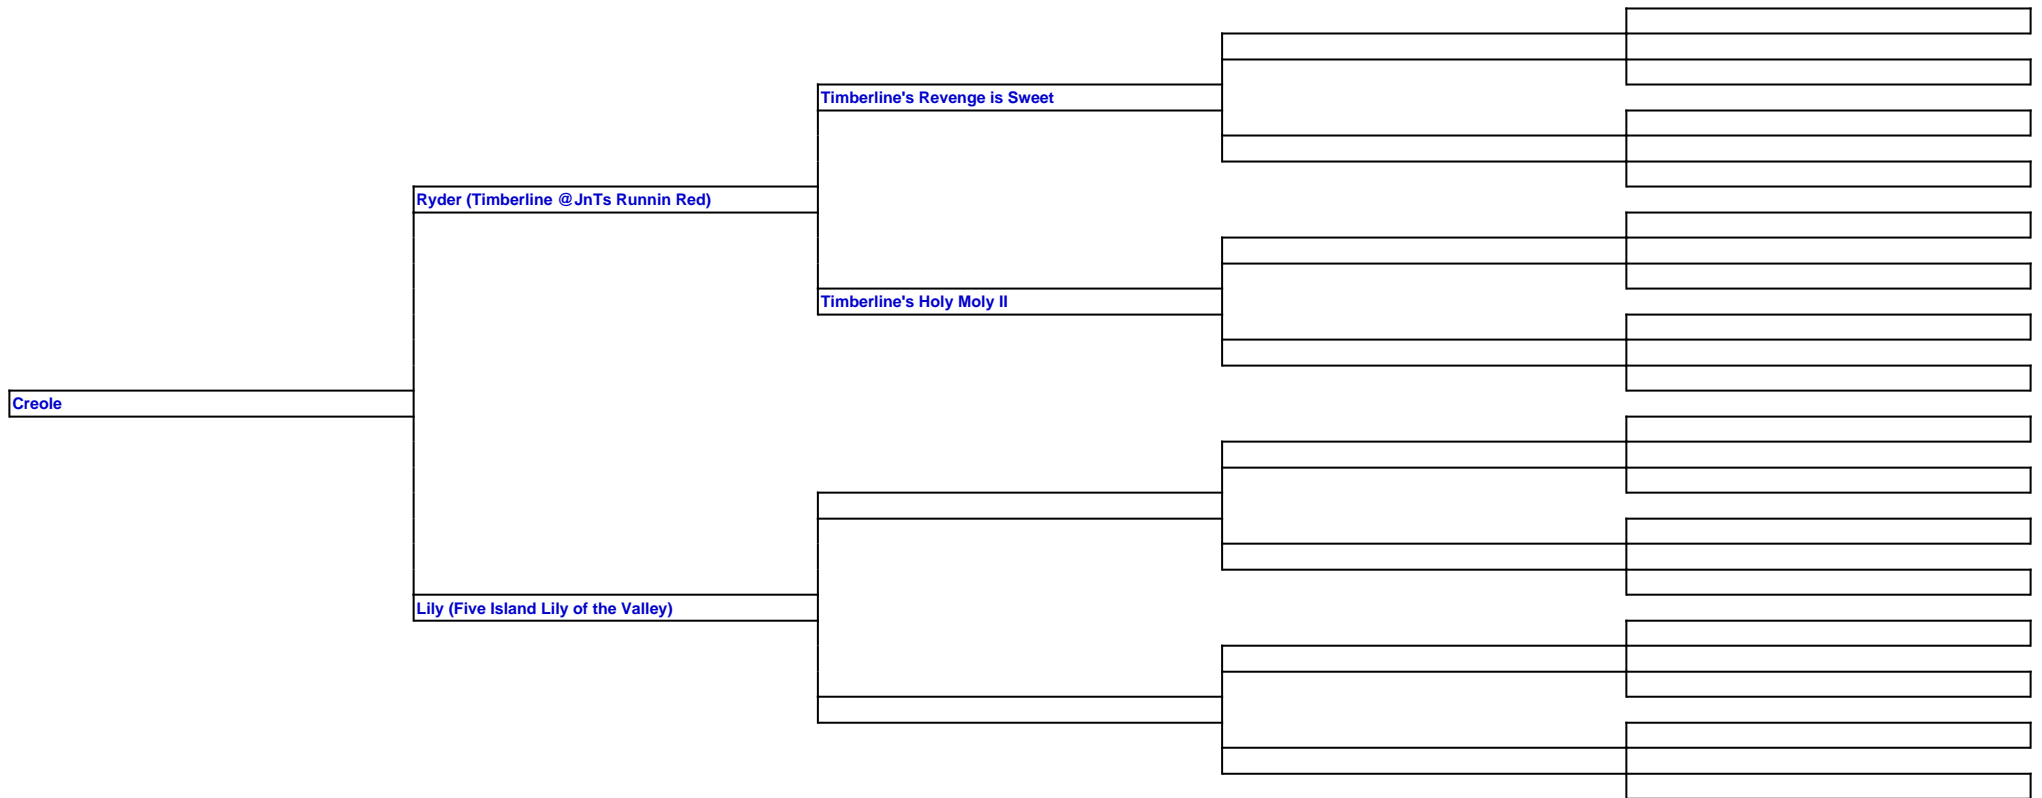 Timberline's Revenge is Sweet
Ryder (Timberline @JnTs Runnin Red)
Timberline's Holy Moly II
Creole
Lily (Five Island Lily of the Valley)